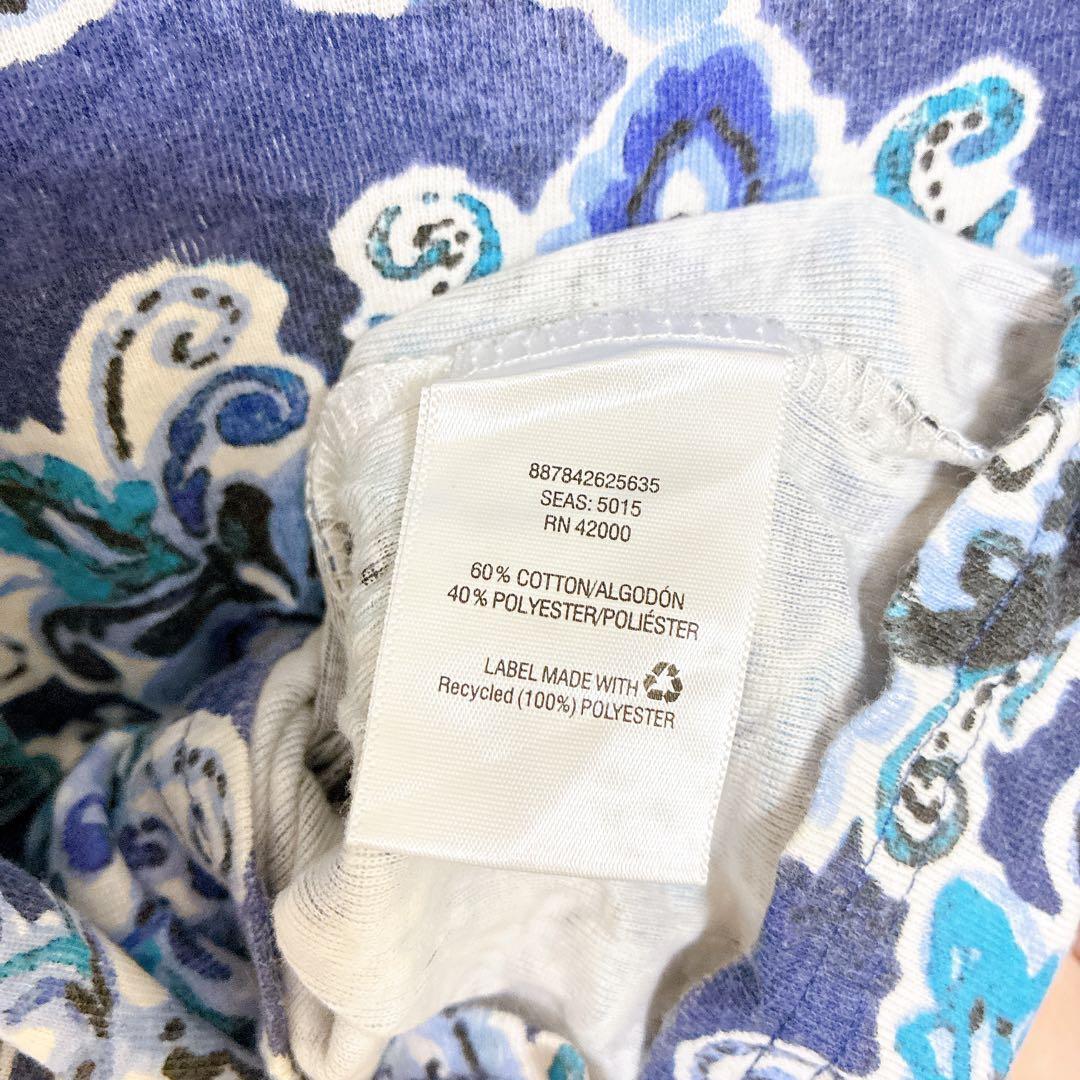 887842625635
SEAS: 5015
RN 42000
60% COTTON/ALGODÓN
40% POLYESTER/POLIÉSTER
LABEL MADE WITH
Recycled (100%) POLYESTER